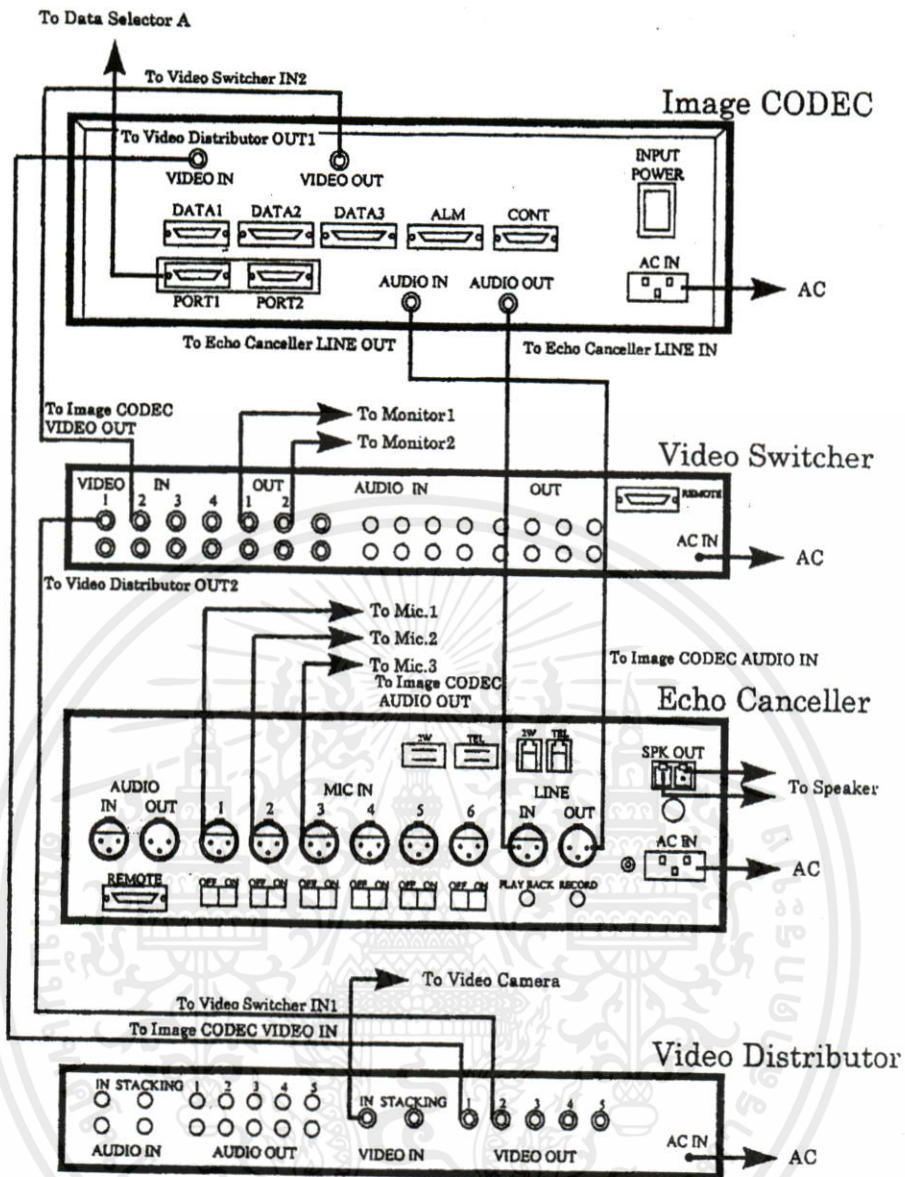 To Data Selector A
To Video Switcher IN2
Image CODEC
To Video Distributor OUT1
VIDEO IN
VIDEO OUT
INPUT
POWER
DATA1 DATA2 DATA3 ALM CONT
AC IN
AC
PORT1 PORT2
AUDIO IN AUDIO OUT
To Echo Canceller LINE OUT
To Echo Canceller LINE IN
To Image CODEC
VIDEO OUT
To Monitor1
To Monitor2
Video Switcher
VIDEO IN OUT
1 2 3 4 1 2
AUDIO IN OUT
REMOTE
AC IN
AC
To Video Distributor OUT2
To Mic.1
To Mic.2
To Mic.3
To Image CODEC
AUDIO OUT
To Image CODEC AUDIO IN
Echo Canceller
2W TEL
2W TEL
SPK OUT
To Speaker
AUDIO
IN OUT
MIC IN
1 2 3 4 5 6
LINE
IN OUT
AC IN
AC
REMOTE
OFF ON OFF ON OFF ON OFF ON OFF ON OFF ON
PLAY BACK RECORD
To Video Camera
To Video Switcher IN1
To Image CODEC VIDEO IN
Video Distributor
IN STACKING 1 2 3 4 5
IN STACKING 1 2 3 4 5
AUDIO IN AUDIO OUT VIDEO IN VIDEO OUT
AC IN
AC